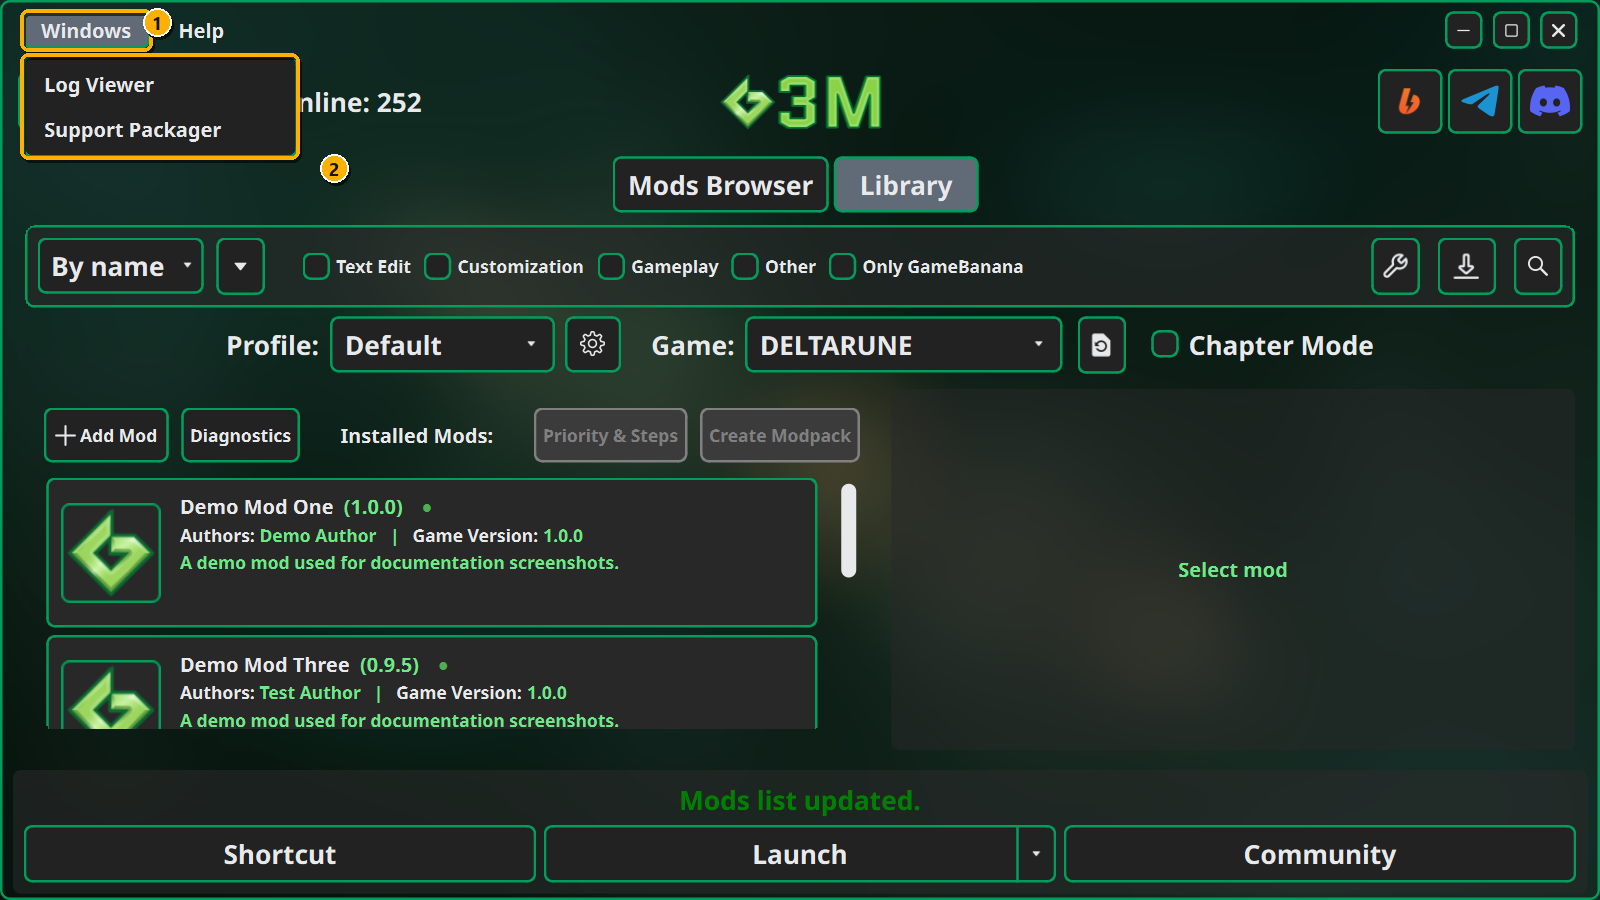 Windows 1 Help
Log Viewer
Support Packager
nline: 252
3M
2
Mods Browser Library
By name Text Edit Customization Gameplay Other Only GameBanana
Profile: Default Game: DELTARUNE Chapter Mode
Add Mod Diagnostics Installed Mods: Priority & Steps Create Modpack
Demo Mod One (1.0.0)
Authors: Demo Author | Game Version: 1.0.0
A demo mod used for documentation screenshots.
Select mod
Demo Mod Three (0.9.5)
Authors: Test Author | Game Version: 1.0.0
A demo mod used for documentation screenshots.
Mods list updated.
Shortcut Launch Community